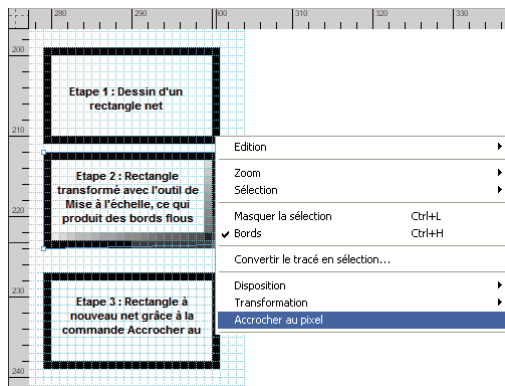 280 290 300 310 320 330
200
Etape 1 : Dessin d'un
rectangle net
210
Etape 2 : Rectangle
transformé avec l'outil de
Mise à l'échelle, ce qui
produit des bords flous
220
230
Etape 3 : Rectangle à
nouveau net grâce à la
commande Accrocher au
240
Edition
Zoom
Sélection
Masquer la sélection Ctrl+L
Bords Ctrl+H
Convertir le tracé en sélection...
Disposition
Transformation
Accrocher au pixel